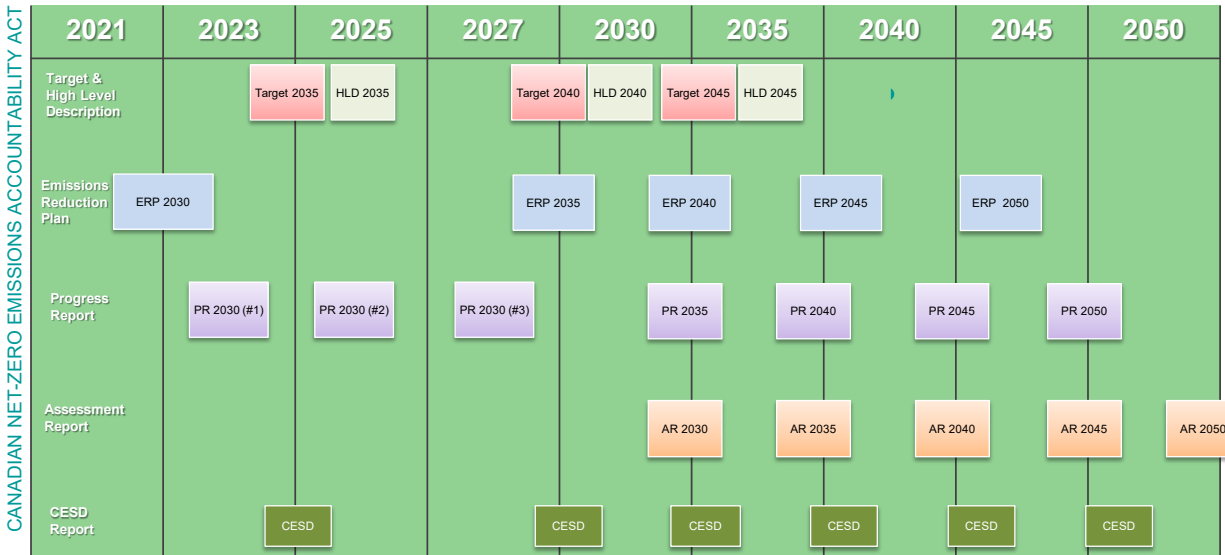 CANADIAN NET-ZERO EMISSIONS ACCOUNTABILITY ACT
2021 2023 2025 2027 2030 2035 2040 2045 2050
Target &
High Level
Description
Target 2035 HLD 2035 Target 2040 HLD 2040 Target 2045 HLD 2045
Emissions
Reduction
Plan
ERP 2030 ERP 2035 ERP 2040 ERP 2045 ERP 2050
Progress
Report
PR 2030 (#1) PR 2030 (#2) PR 2030 (#3) PR 2035 PR 2040 PR 2045 PR 2050
Assessment
Report
AR 2030 AR 2035 AR 2040 AR 2045 AR 2050
CESD
Report
CESD CESD CESD CESD CESD CESD